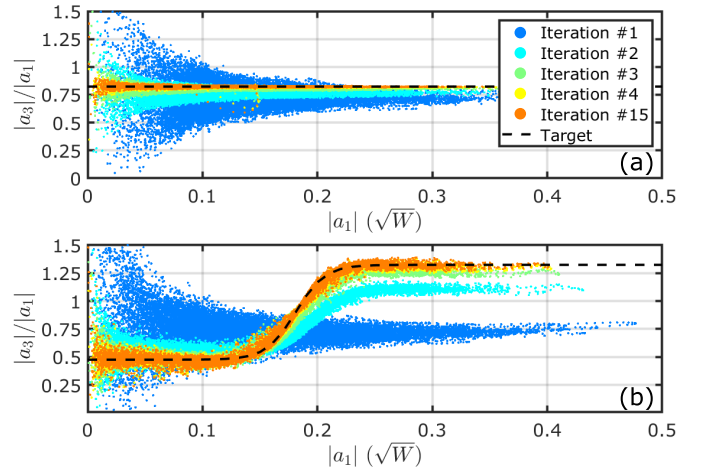 1.5
1.25
1
0.75
0.5
0.25
0
|a₃|/|a₁|
Iteration #1
Iteration #2
Iteration #3
Iteration #4
Iteration #15
Target
(a)
0 0.1 0.2 0.3 0.4 0.5
|a₁| (√W)
1.5
1.25
1
0.75
0.5
0.25
|a₃|/|a₁|
(b)
0 0.1 0.2 0.3 0.4 0.5
|a₁| (√W)